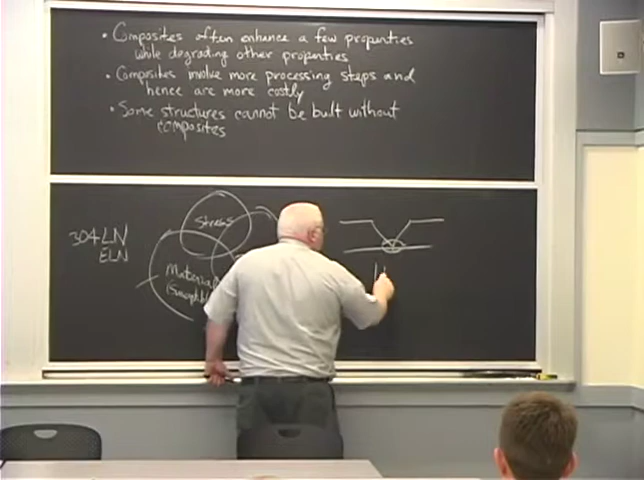 • Composites often enhance a few properties
while degrading other properties
• Composites involve more processing steps and
hence are more costly
• Some structures cannot be built without
composites
304LN
ELN
Stress
Material